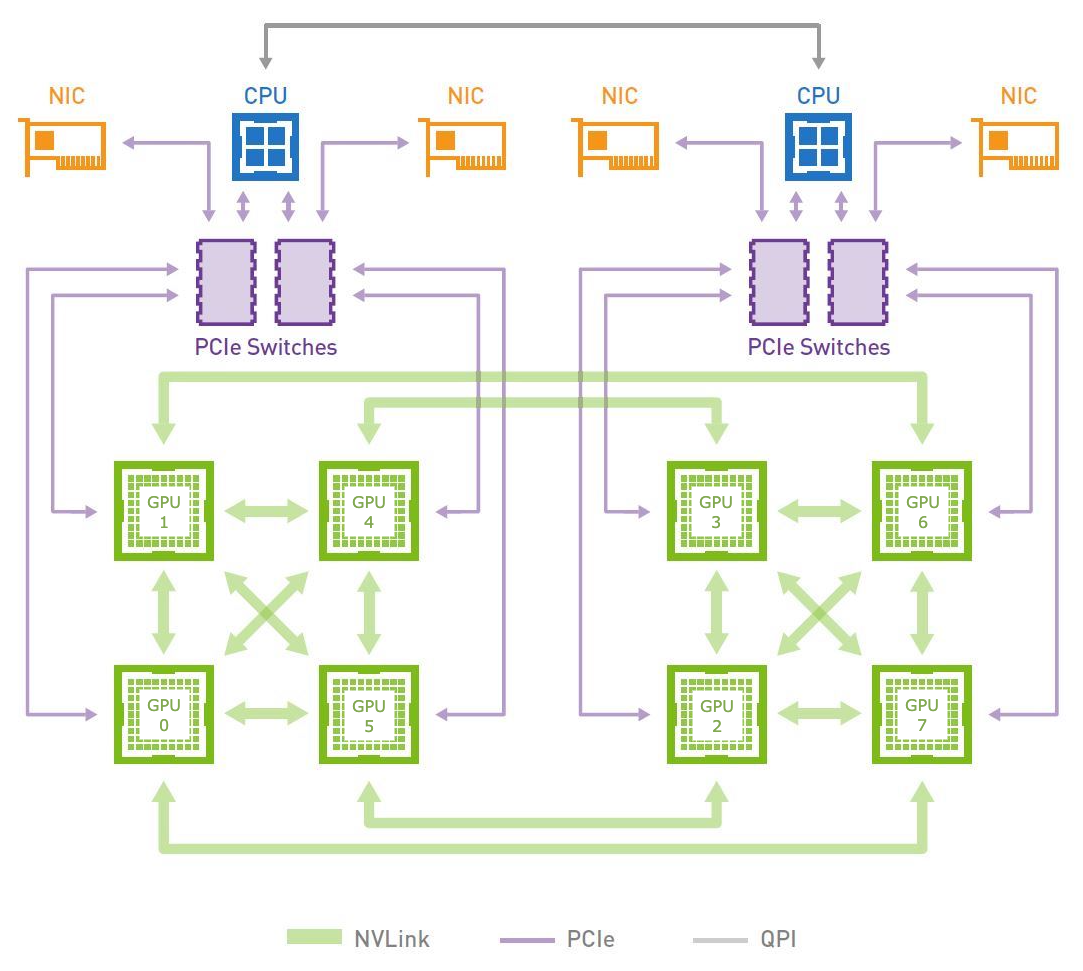 NIC
CPU
NIC
NIC
CPU
NIC
PCIe Switches
PCIe Switches
GPU
1
GPU
4
GPU
3
GPU
6
GPU
0
GPU
5
GPU
2
GPU
7
NVLink
PCIe
QPI